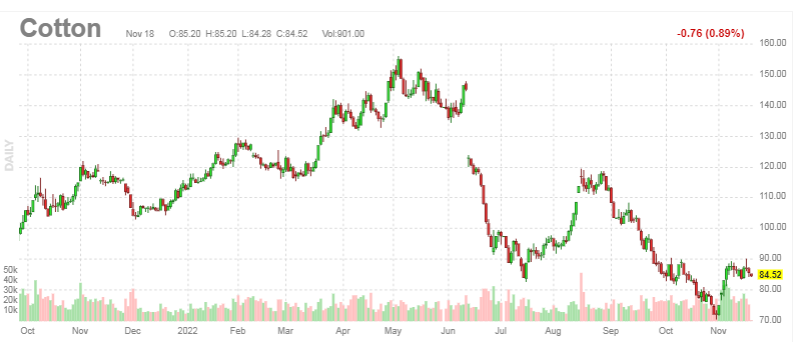 Cotton Nov 18 O:85.20 H:85.20 L:84.28 C:84.52 Vol:901.00 -0.76 (0.89%)
160.00
150.00
140.00
130.00
120.00
110.00
100.00
90.00
84.52
80.00
70.00
DAILY
50k
40k
30k
20k
10k
Oct Nov Dec 2022 Feb Mar Apr May Jun Jul Aug Sep Oct Nov